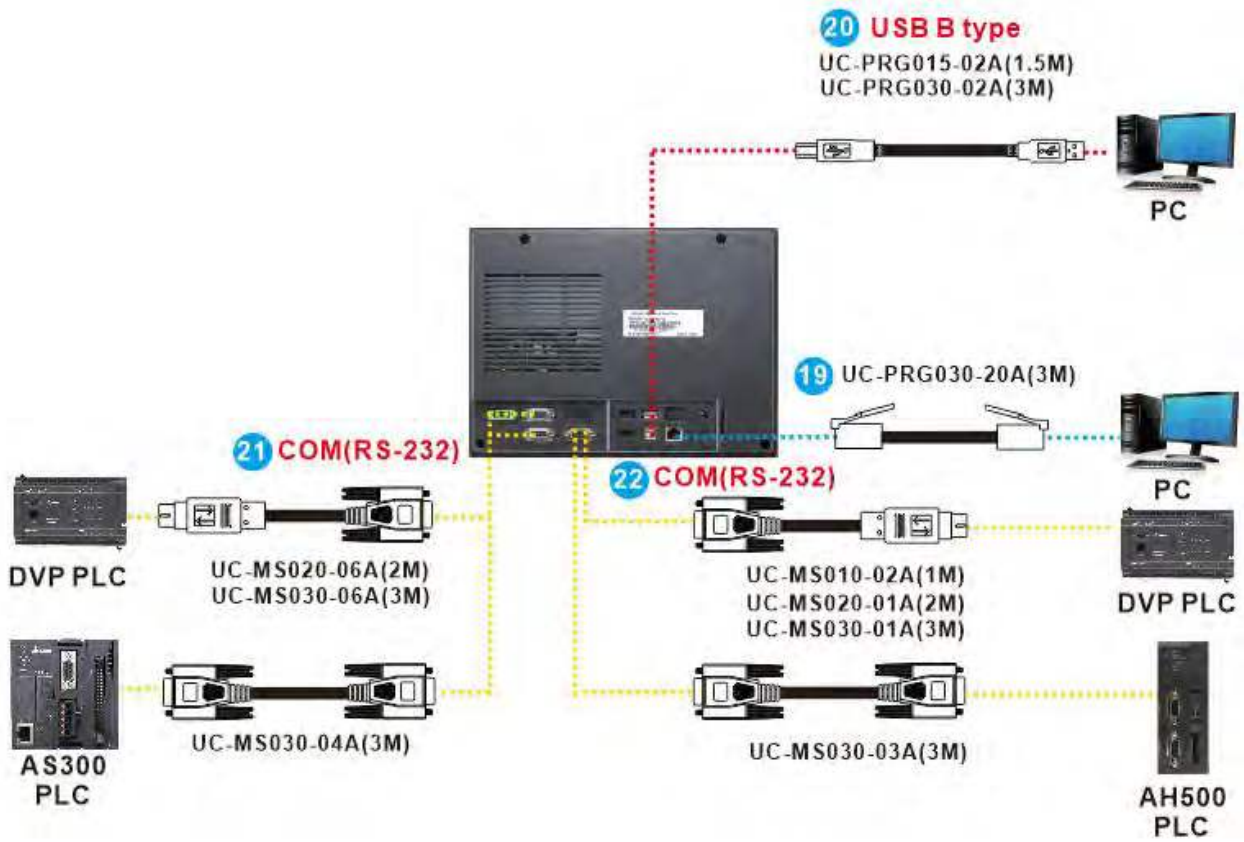 20 USB B type
UC-PRG015-02A(1.5M)
UC-PRG030-02A(3M)
PC
19 UC-PRG030-20A(3M)
PC
21 COM(RS-232)
22 COM(RS-232)
DVP PLC
UC-MS020-06A(2M)
UC-MS030-06A(3M)
UC-MS010-02A(1M)
UC-MS020-01A(2M)
UC-MS030-01A(3M)
DVP PLC
AS300
PLC
UC-MS030-04A(3M)
UC-MS030-03A(3M)
AH500
PLC